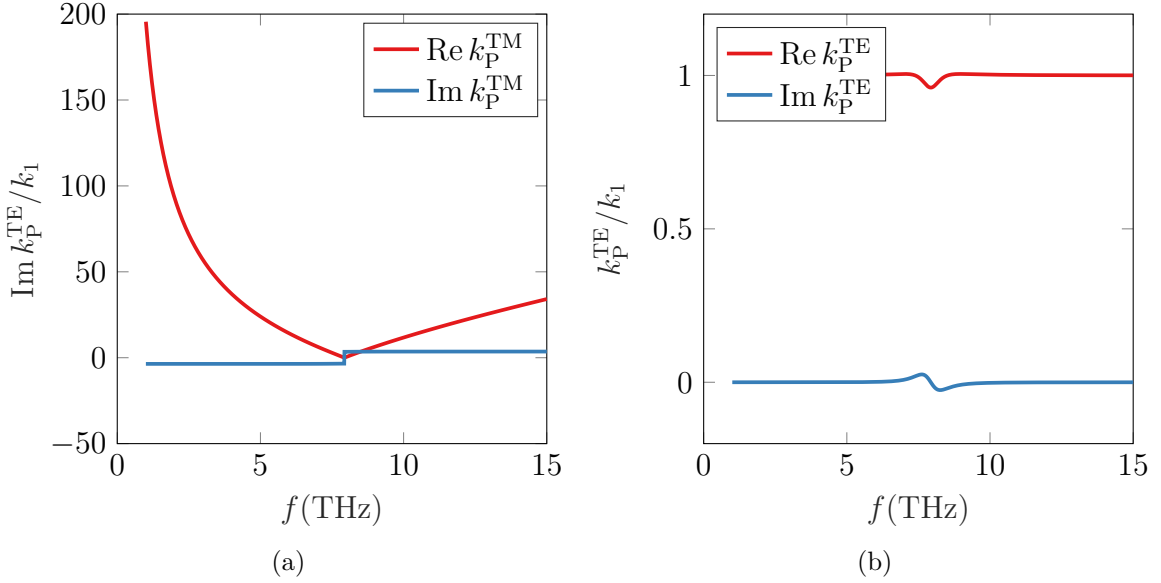 200
150
100
50
0
−50
0 5 10 15
f(THz)
Im k_P^TE/k_1
Re k_P^TM
Im k_P^TM
(a)
1
0.5
0
0 5 10 15
f(THz)
k_P^TE/k_1
Re k_P^TE
Im k_P^TE
(b)